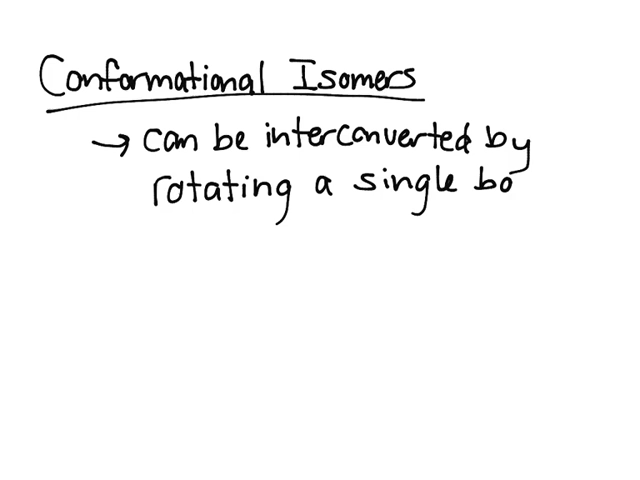 Conformational Isomers
→ can be interconverted by
rotating a single bo